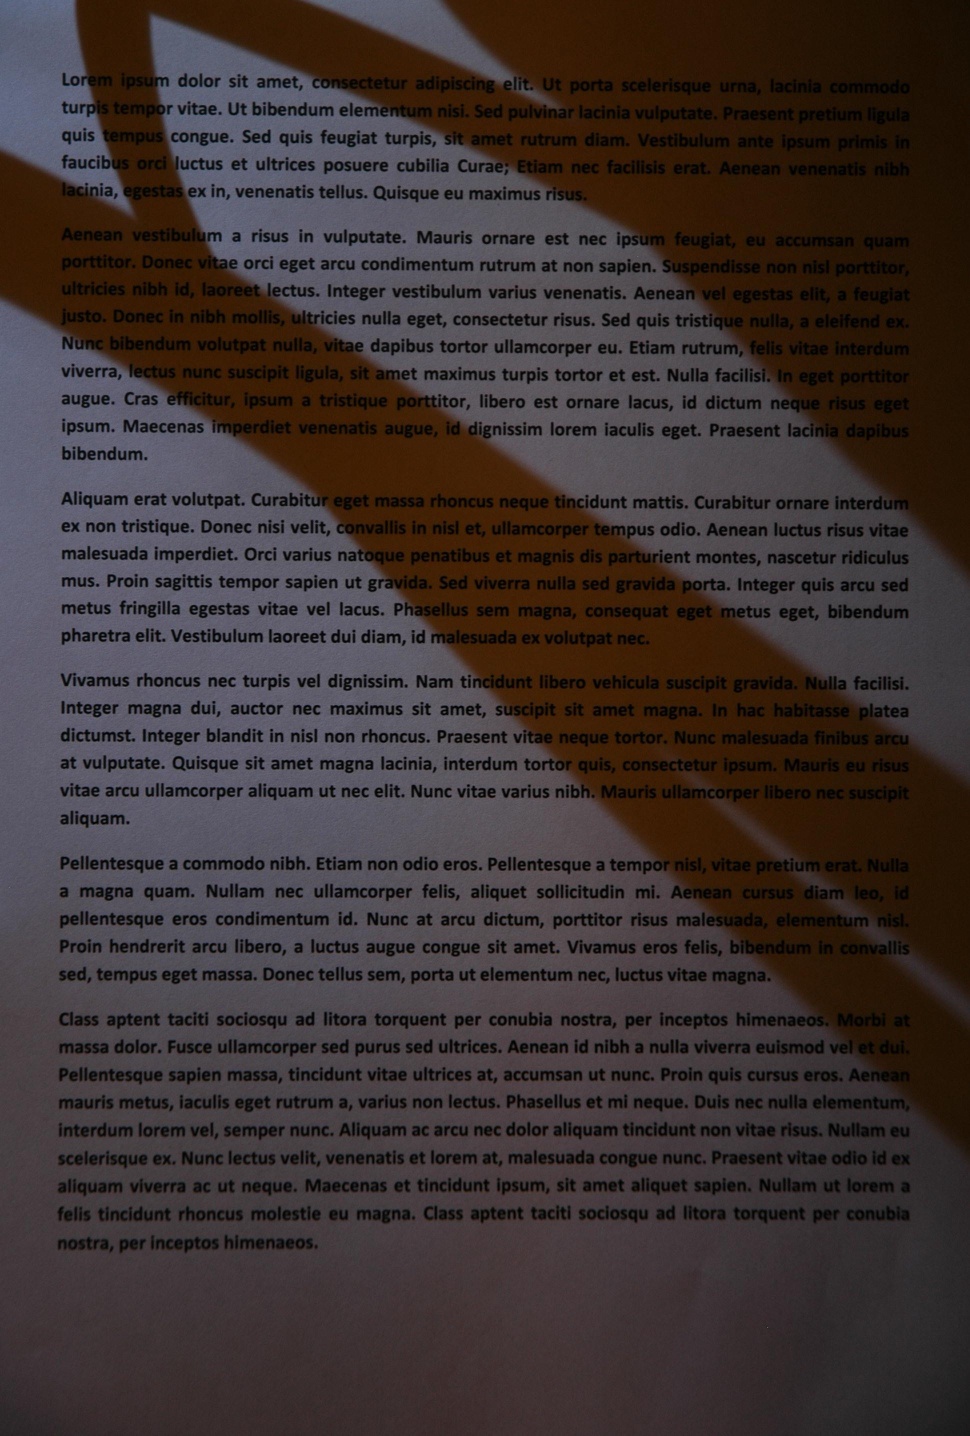 Lorem ipsum dolor sit amet, consectetur adipiscing elit. Ut porta scelerisque urna, lacinia commodo
turpis tempor vitae. Ut bibendum elementum nisi. Sed pulvinar lacinia vulputate. Praesent pretium ligula
quis tempus congue. Sed quis feugiat turpis, sit amet rutrum diam. Vestibulum ante ipsum primis in
faucibus orci luctus et ultrices posuere cubilia Curae; Etiam nec facilisis erat. Aenean venenatis nibh
lacinia, egestas ex in, venenatis tellus. Quisque eu maximus risus.
Aenean vestibulum a risus in vulputate. Mauris ornare est nec ipsum feugiat, eu accumsan quam
porttitor. Donec vitae orci eget arcu condimentum rutrum at non sapien. Suspendisse non nisl porttitor,
ultricies nibh id, laoreet lectus. Integer vestibulum varius venenatis. Aenean vel egestas elit, a feugiat
justo. Donec in nibh mollis, ultricies nulla eget, consectetur risus. Sed quis tristique nulla, a eleifend ex.
Nunc bibendum volutpat nulla, vitae dapibus tortor ullamcorper eu. Etiam rutrum, felis vitae interdum
viverra, lectus nunc suscipit ligula, sit amet maximus turpis tortor et est. Nulla facilisi. In eget porttitor
augue. Cras efficitur, ipsum a tristique porttitor, libero est ornare lacus, id dictum neque risus eget
ipsum. Maecenas imperdiet venenatis augue, id dignissim lorem iaculis eget. Praesent lacinia dapibus
bibendum.
Aliquam erat volutpat. Curabitur eget massa rhoncus neque tincidunt mattis. Curabitur ornare interdum
ex non tristique. Donec nisi velit, convallis in nisl et, ullamcorper tempus odio. Aenean luctus risus vitae
malesuada imperdiet. Orci varius natoque penatibus et magnis dis parturient montes, nascetur ridiculus
mus. Proin sagittis tempor sapien ut gravida. Sed viverra nulla sed gravida porta. Integer quis arcu sed
metus fringilla egestas vitae vel lacus. Phasellus sem magna, consequat eget metus eget, bibendum
pharetra elit. Vestibulum laoreet dui diam, id malesuada ex volutpat nec.
Vivamus rhoncus nec turpis vel dignissim. Nam tincidunt libero vehicula suscipit gravida. Nulla facilisi.
Integer magna dui, auctor nec maximus sit amet, suscipit sit amet magna. In hac habitasse platea
dictumst. Integer blandit in nisl non rhoncus. Praesent vitae neque tortor. Nunc malesuada finibus arcu
at vulputate. Quisque sit amet magna lacinia, interdum tortor quis, consectetur ipsum. Mauris eu risus
vitae arcu ullamcorper aliquam ut nec elit. Nunc vitae varius nibh. Mauris ullamcorper libero nec suscipit
aliquam.
Pellentesque a commodo nibh. Etiam non odio eros. Pellentesque a tempor nisl, vitae pretium erat. Nulla
a magna quam. Nullam nec ullamcorper felis, aliquet sollicitudin mi. Aenean cursus diam leo, id
pellentesque eros condimentum id. Nunc at arcu dictum, porttitor risus malesuada, elementum nisl.
Proin hendrerit arcu libero, a luctus augue congue sit amet. Vivamus eros felis, bibendum in convallis
sed, tempus eget massa. Donec tellus sem, porta ut elementum nec, luctus vitae magna.
Class aptent taciti sociosqu ad litora torquent per conubia nostra, per inceptos himenaeos. Morbi at
massa dolor. Fusce ullamcorper sed purus sed ultrices. Aenean id nibh a nulla viverra euismod vel et dui.
Pellentesque sapien massa, tincidunt vitae ultrices at, accumsan ut nunc. Proin quis cursus eros. Aenean
mauris metus, iaculis eget rutrum a, varius non lectus. Phasellus et mi neque. Duis nec nulla elementum,
interdum lorem vel, semper nunc. Aliquam ac arcu nec dolor aliquam tincidunt non vitae risus. Nullam eu
scelerisque ex. Nunc lectus velit, venenatis et lorem at, malesuada congue nunc. Praesent vitae odio id ex
aliquam viverra ac ut neque. Maecenas et tincidunt ipsum, sit amet aliquet sapien. Nullam ut lorem a
felis tincidunt rhoncus molestie eu magna. Class aptent taciti sociosqu ad litora torquent per conubia
nostra, per inceptos himenaeos.